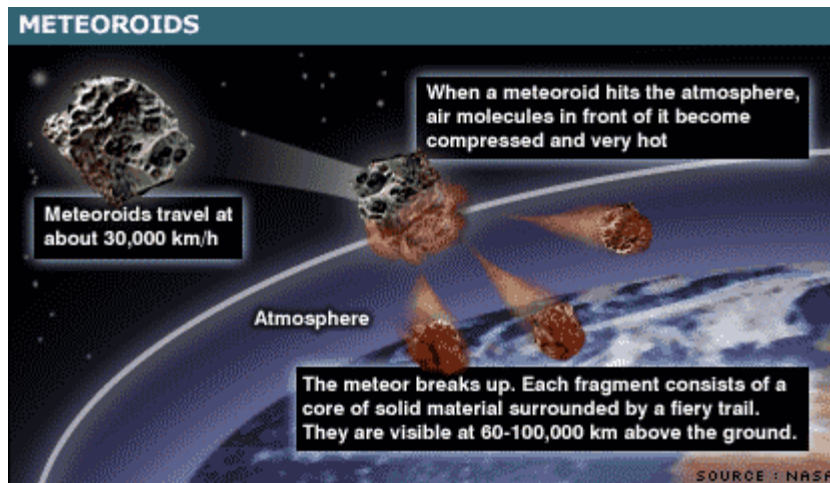 METEOROIDS
When a meteoroid hits the atmosphere,
air molecules in front of it become
compressed and very hot
Meteoroids travel at
about 30,000 km/h
Atmosphere
The meteor breaks up. Each fragment consists of a
core of solid material surrounded by a fiery trail.
They are visible at 60-100,000 km above the ground.
SOURCE : NASA